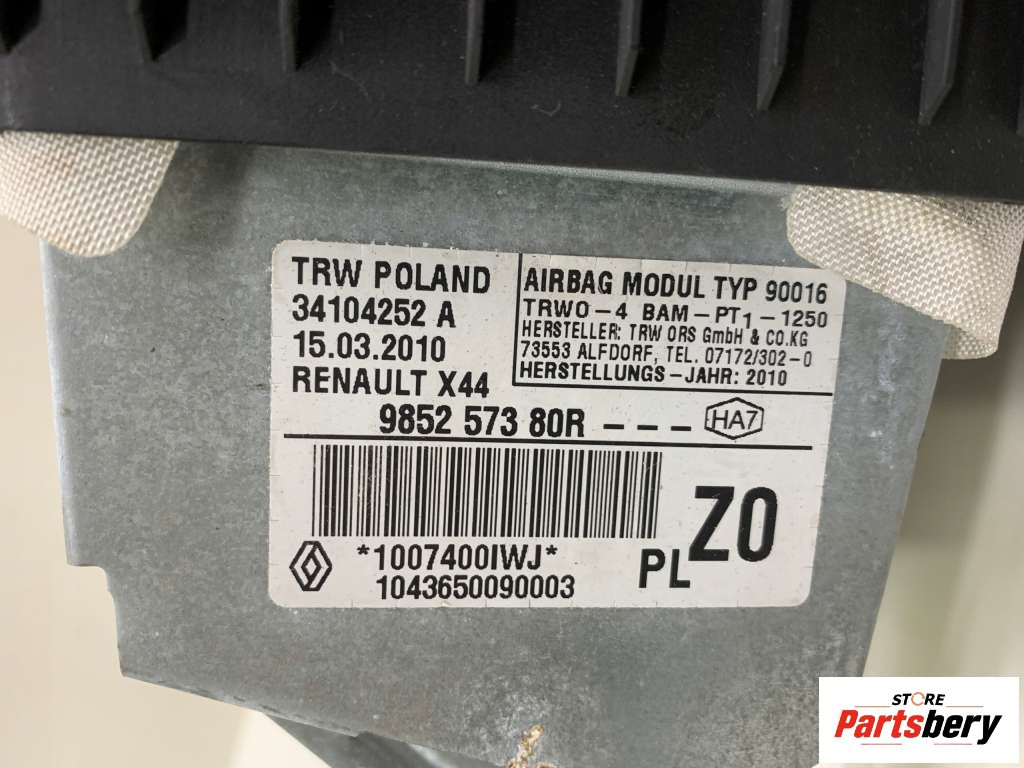 TRW POLAND
34104252 A
15.03.2010
RENAULT X44
AIRBAG MODUL TYP 90016
TRWO-4 BAM-PT1-1250
HERSTELLER: TRW ORS GmbH & CO.KG
73553 ALFDORF, TEL. 07172/302-0
HERSTELLUNGS-JAHR: 2010
9852 573 80R --- HA7
*1007400IWJ*
1043650090003
PL Z0
STORE
Partsbery